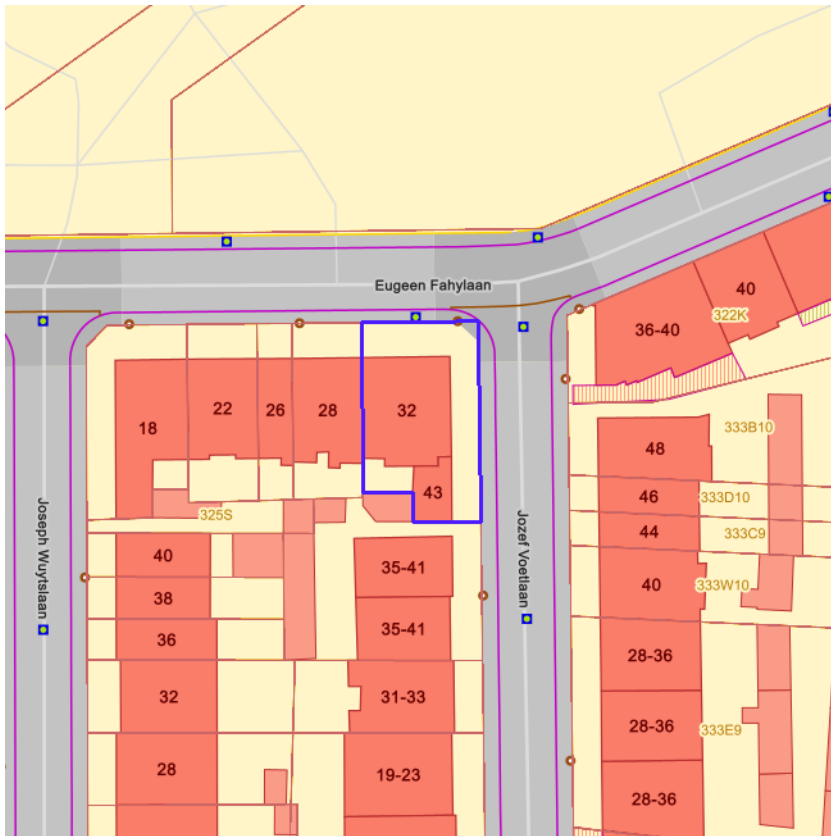 Eugeen Fahylaan
40
322K
36-40
18
22
26
28
32
43
325S
Joseph Wuytslaan
Jozef Voetlaan
48
333B10
46
333D10
44
333C9
40
333W10
40
35-41
38
36
35-41
28-36
32
31-33
28-36
333E9
28
19-23
28-36